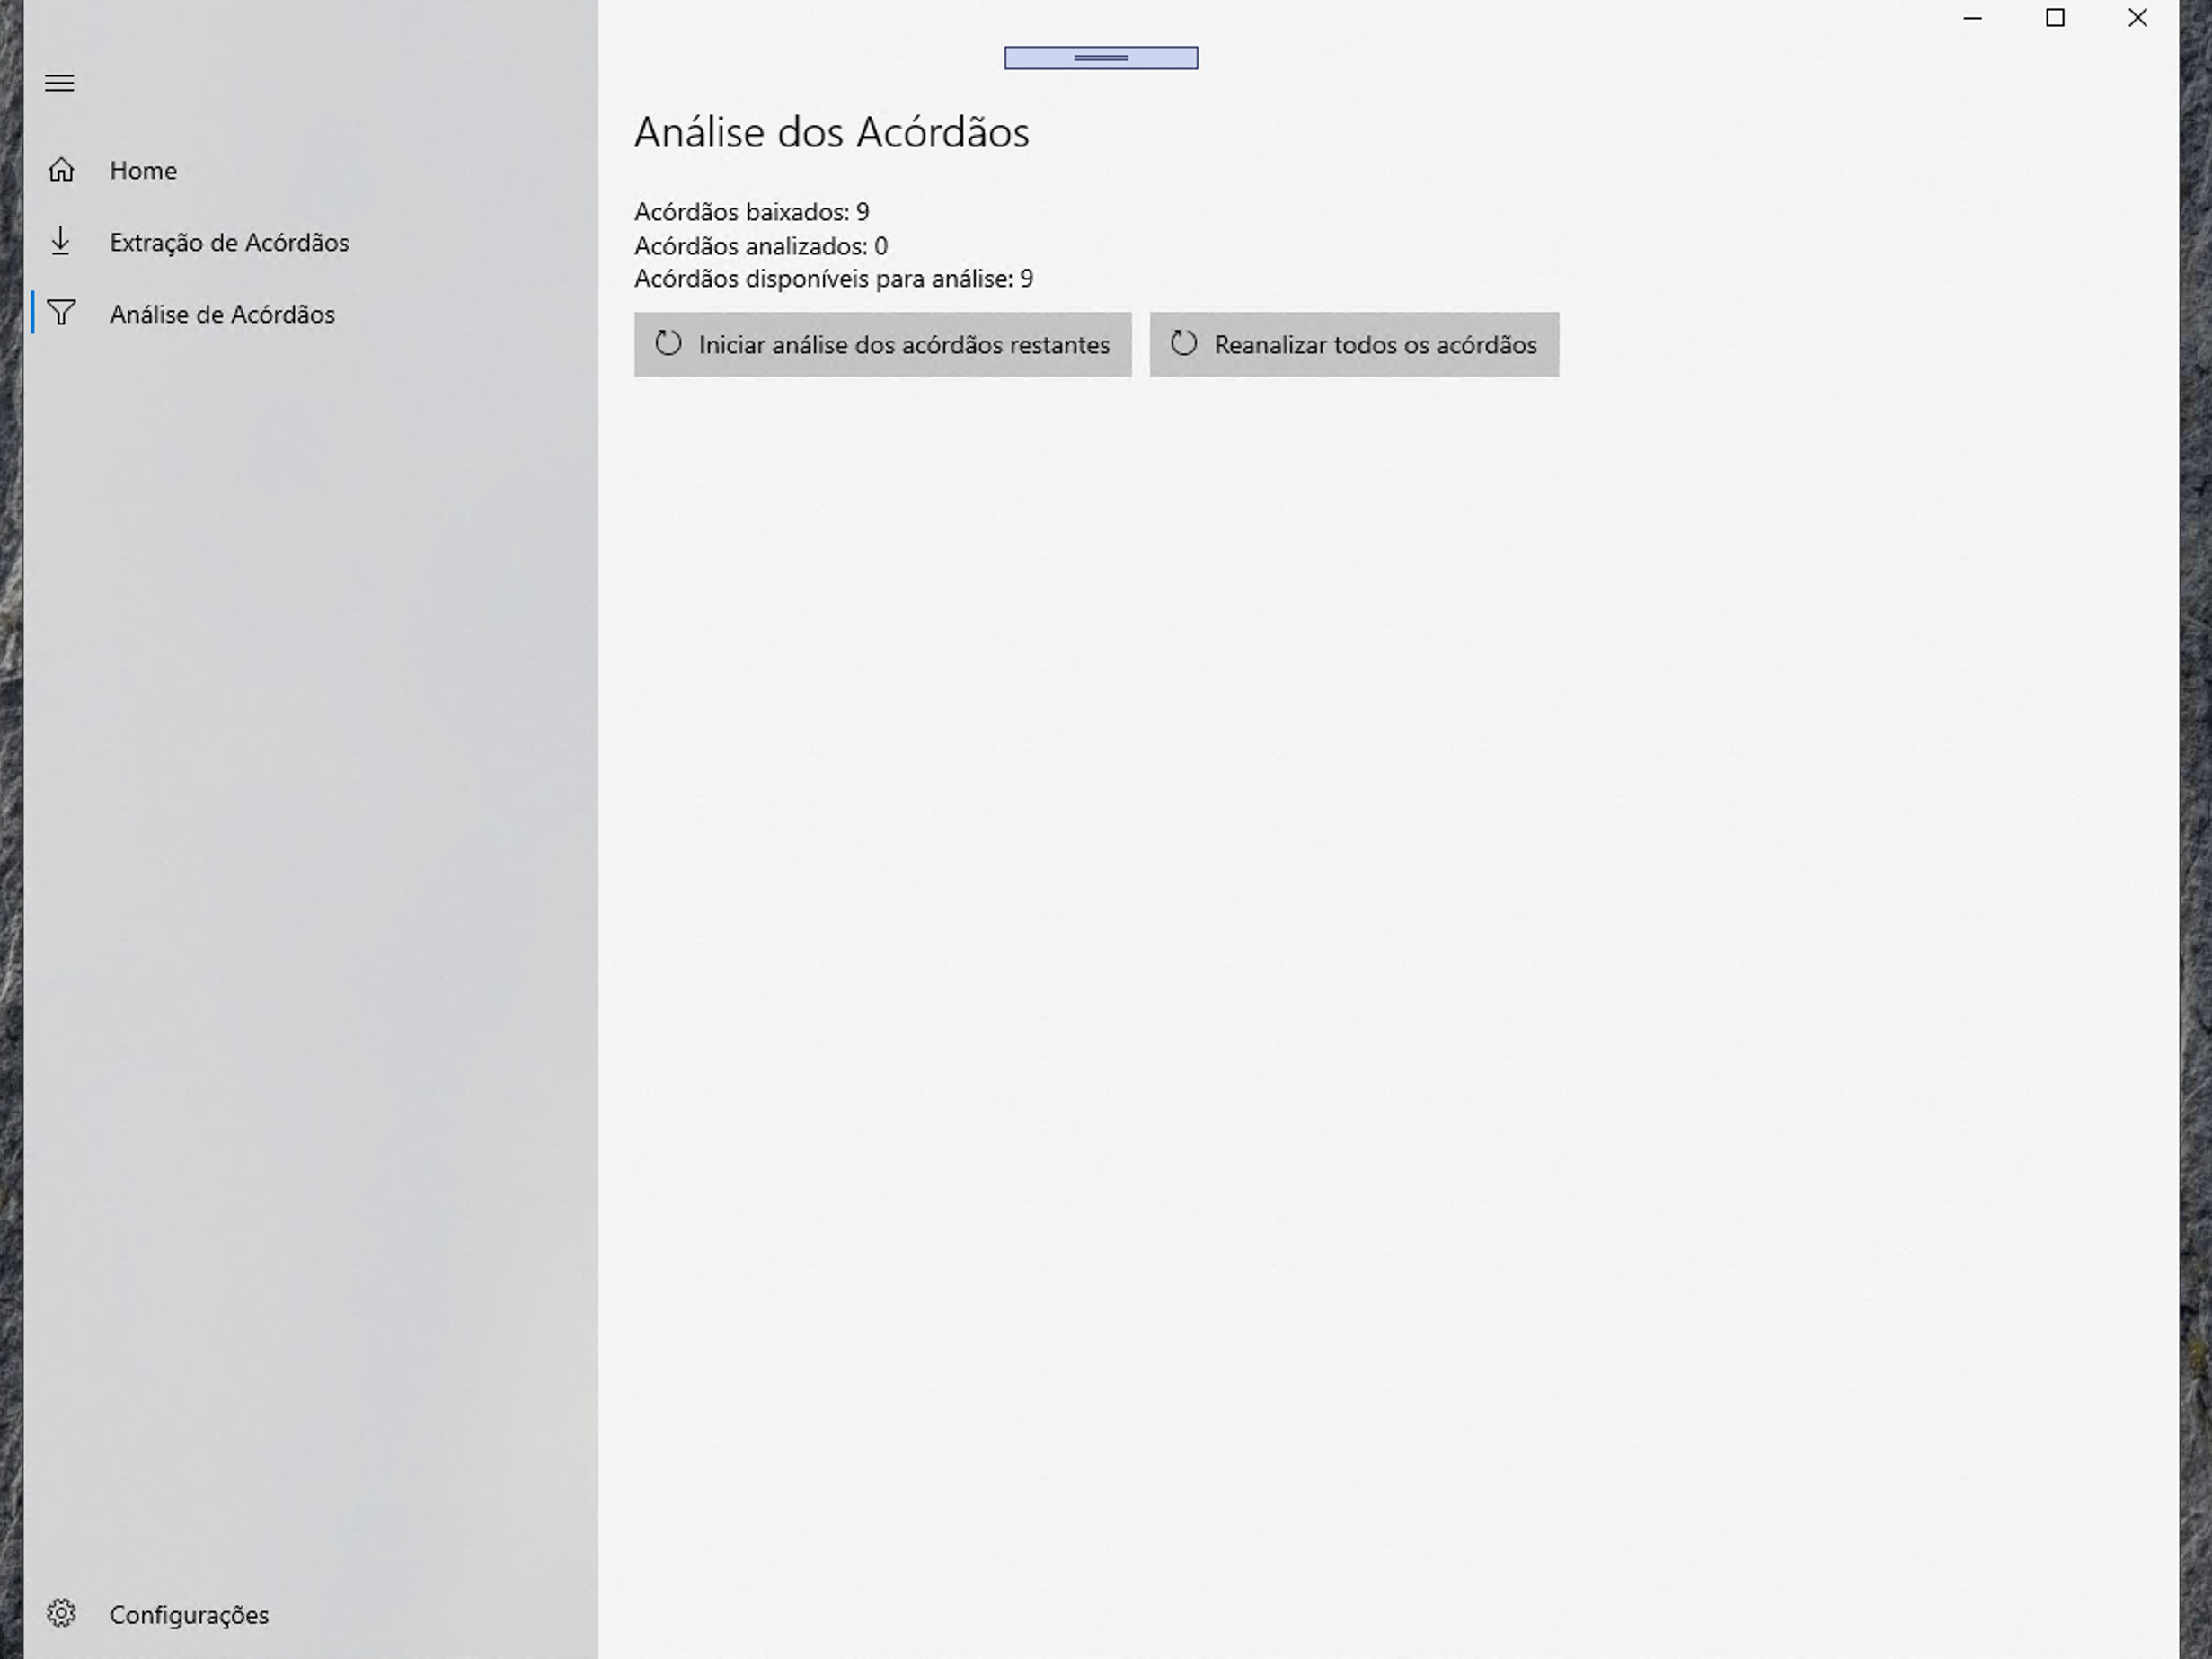 Home
Extração de Acórdãos
Análise de Acórdãos
Configurações
Análise dos Acórdãos
Acórdãos baixados: 9
Acórdãos analizados: 0
Acórdãos disponíveis para análise: 9
Iniciar análise dos acórdãos restantes
Reanalizar todos os acórdãos